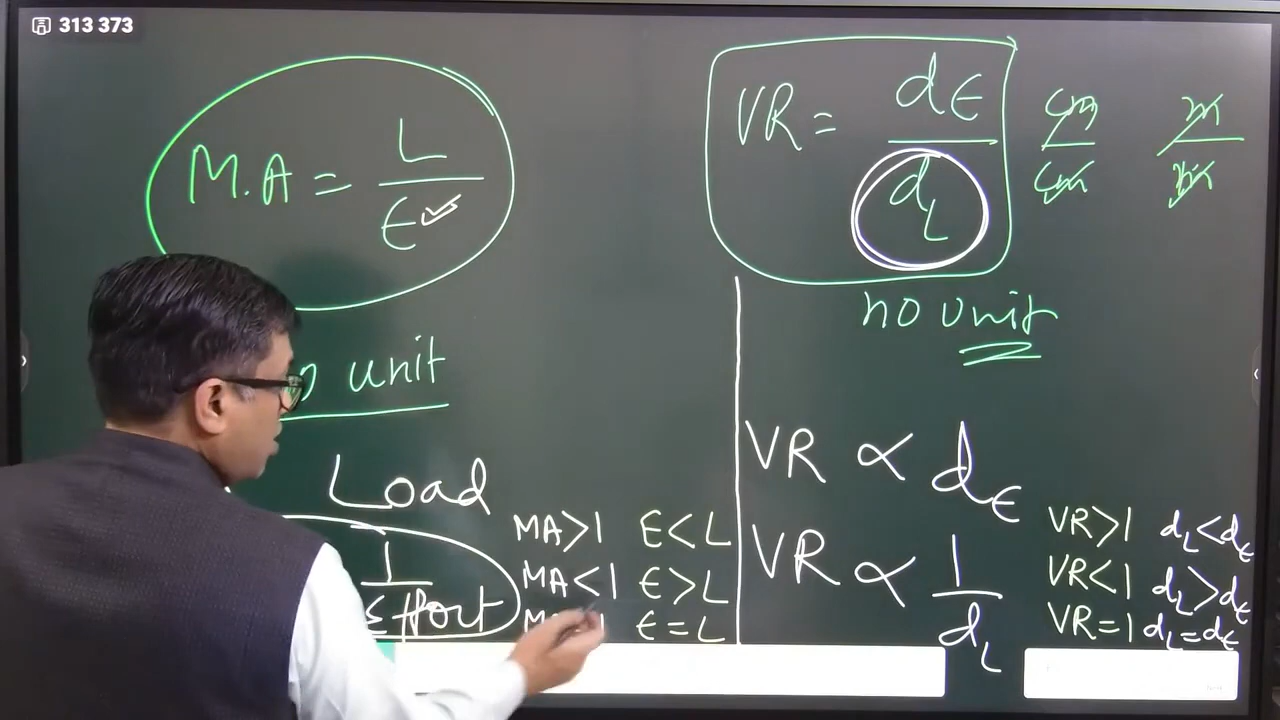 313 373
M.A = L / E ✓
unit
Load
1 / Effort
MA>1 E<L
MA<1 E>L
E=L
VR = dE / dL
cm / cm
m / m
no unit
VR ∝ dE
VR ∝ 1 / dL
VR>1 dL<dE
VR<1 dL>dE
VR=1 dL=dE